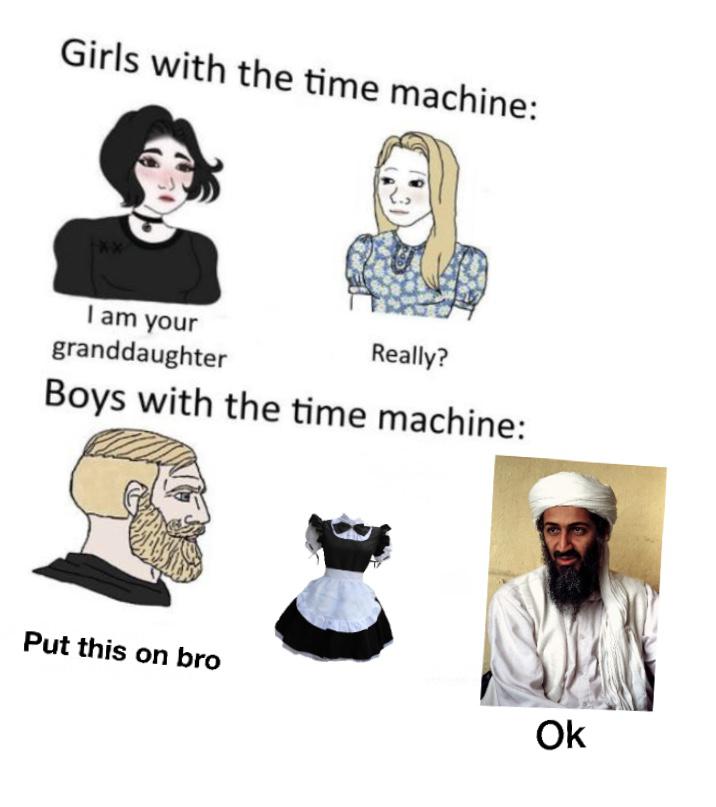 Girls with the time machine:
I am your
granddaughter
Really?
Boys with the time machine:
Put this on bro
Ok